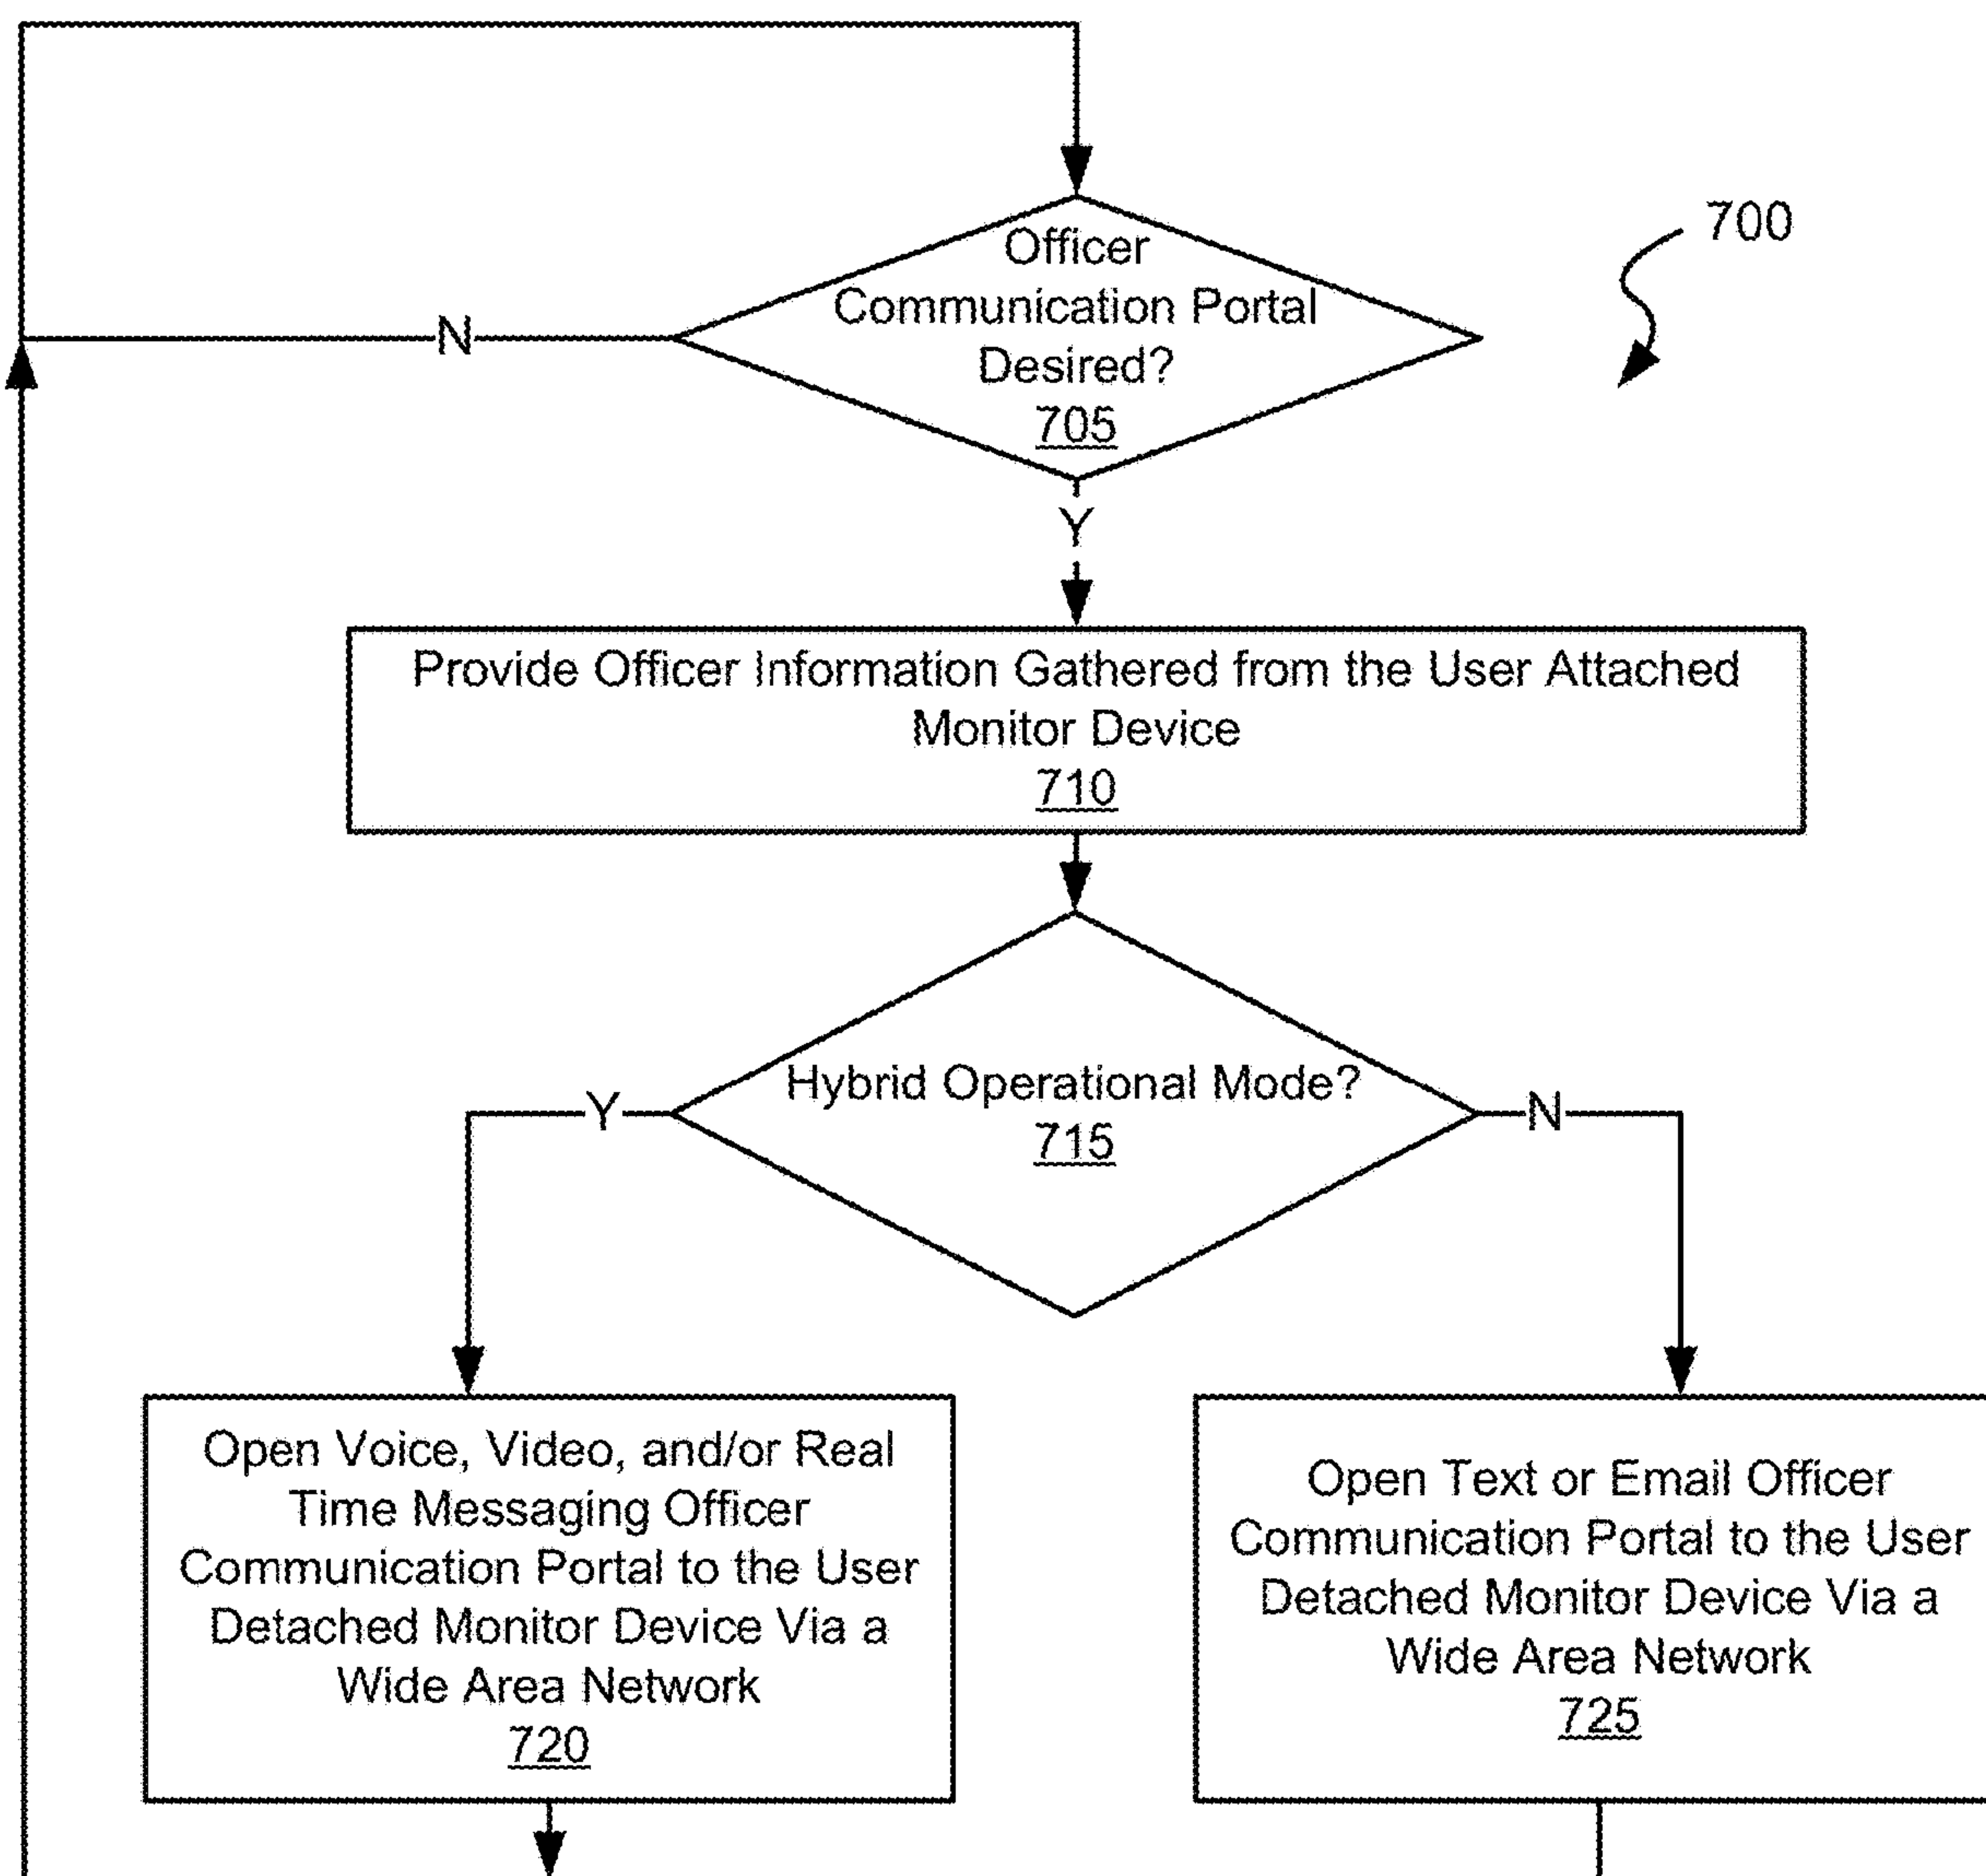 Officer
Communication Portal
Desired?
705
700
N
Y
Provide Officer Information Gathered from the User Attached
Monitor Device
710
Hybrid Operational Mode?
715
Y
N
Open Voice, Video, and/or Real
Time Messaging Officer
Communication Portal to the User
Detached Monitor Device Via a
Wide Area Network
720
Open Text or Email Officer
Communication Portal to the User
Detached Monitor Device Via a
Wide Area Network
725